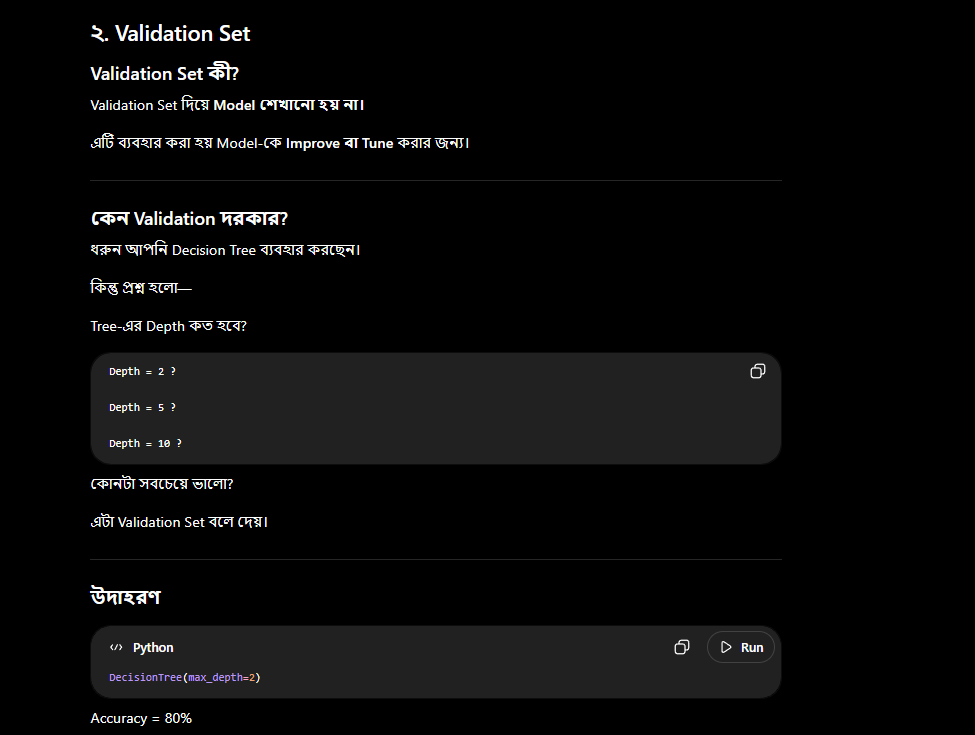 ২. Validation Set
Validation Set কী?
Validation Set দিয়ে Model শেখানো হয় না।
এটি ব্যবহার করা হয় Model-কে Improve বা Tune করার জন্য।
কেন Validation দরকার?
ধরুন আপনি Decision Tree ব্যবহার করছেন।
কিন্তু প্রশ্ন হলো—
Tree-এর Depth কত হবে?
Depth = 2 ?
Depth = 5 ?
Depth = 10 ?
কোনটা সবচেয়ে ভালো?
এটা Validation Set বলে দেয়।
উদাহরণ
Python
Run
DecisionTree(max_depth=2)
Accuracy = 80%